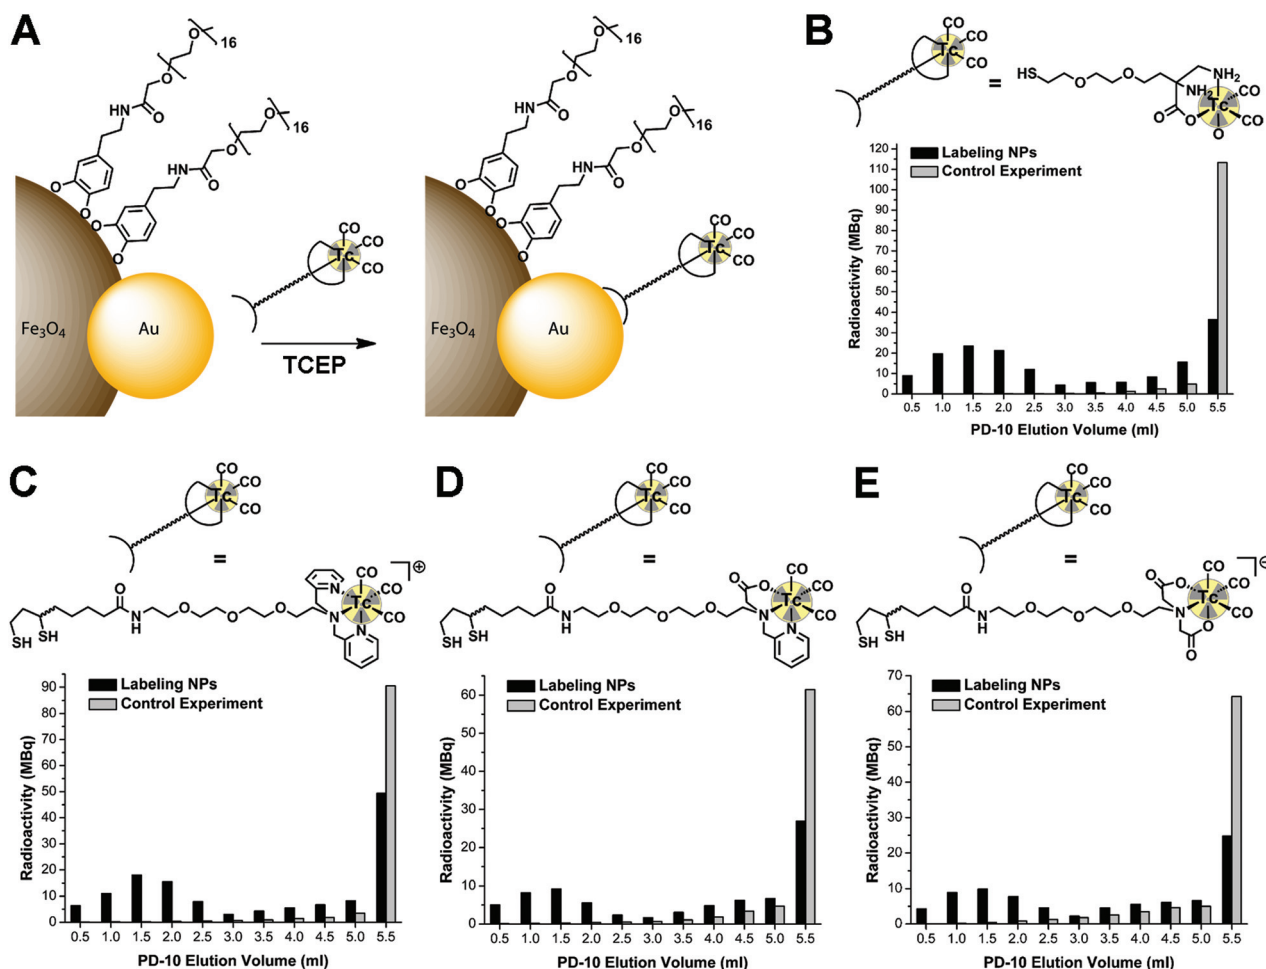 A
O
16
O
O
HN
O
O
O
16
O
HN
O
O
O
O
O
CO
CO
Tc
CO
Fe3O4
Au
TCEP
O
16
O
O
HN
O
O
O
16
O
HN
O
O
O
O
O
CO
CO
Tc
CO
Fe3O4
Au
B
CO
CO
Tc
CO
=
HS
O
O
NH2
NH2
CO
Tc
O
O
CO
O
Labeling NPs
Control Experiment
Radioactivity (MBq)
120
110
100
90
80
70
60
50
40
30
20
10
0
0.5 1.0 1.5 2.0 2.5 3.0 3.5 4.0 4.5 5.0 5.5
PD-10 Elution Volume (ml)
C
CO
CO
Tc
CO
=
SH
SH
O
N
H
O
O
O
N
N
N
CO
Tc
CO
CO
⊕
Labeling NPs
Control Experiment
Radioactivity (MBq)
90
80
70
60
50
40
30
20
10
0
0.5 1.0 1.5 2.0 2.5 3.0 3.5 4.0 4.5 5.0 5.5
PD-10 Elution Volume (ml)
D
CO
CO
Tc
CO
=
SH
SH
O
N
H
O
O
O
O
O
N
N
CO
Tc
CO
CO
Labeling NPs
Control Experiment
Radioactivity (MBq)
60
50
40
30
20
10
0
0.5 1.0 1.5 2.0 2.5 3.0 3.5 4.0 4.5 5.0 5.5
PD-10 Elution Volume (ml)
E
CO
CO
Tc
CO
=
SH
SH
O
N
H
O
O
O
O
O
N
O
O
CO
Tc
CO
CO
⊖
Labeling NPs
Control Experiment
Radioactivity (MBq)
70
60
50
40
30
20
10
0
0.5 1.0 1.5 2.0 2.5 3.0 3.5 4.0 4.5 5.0 5.5
PD-10 Elution Volume (ml)